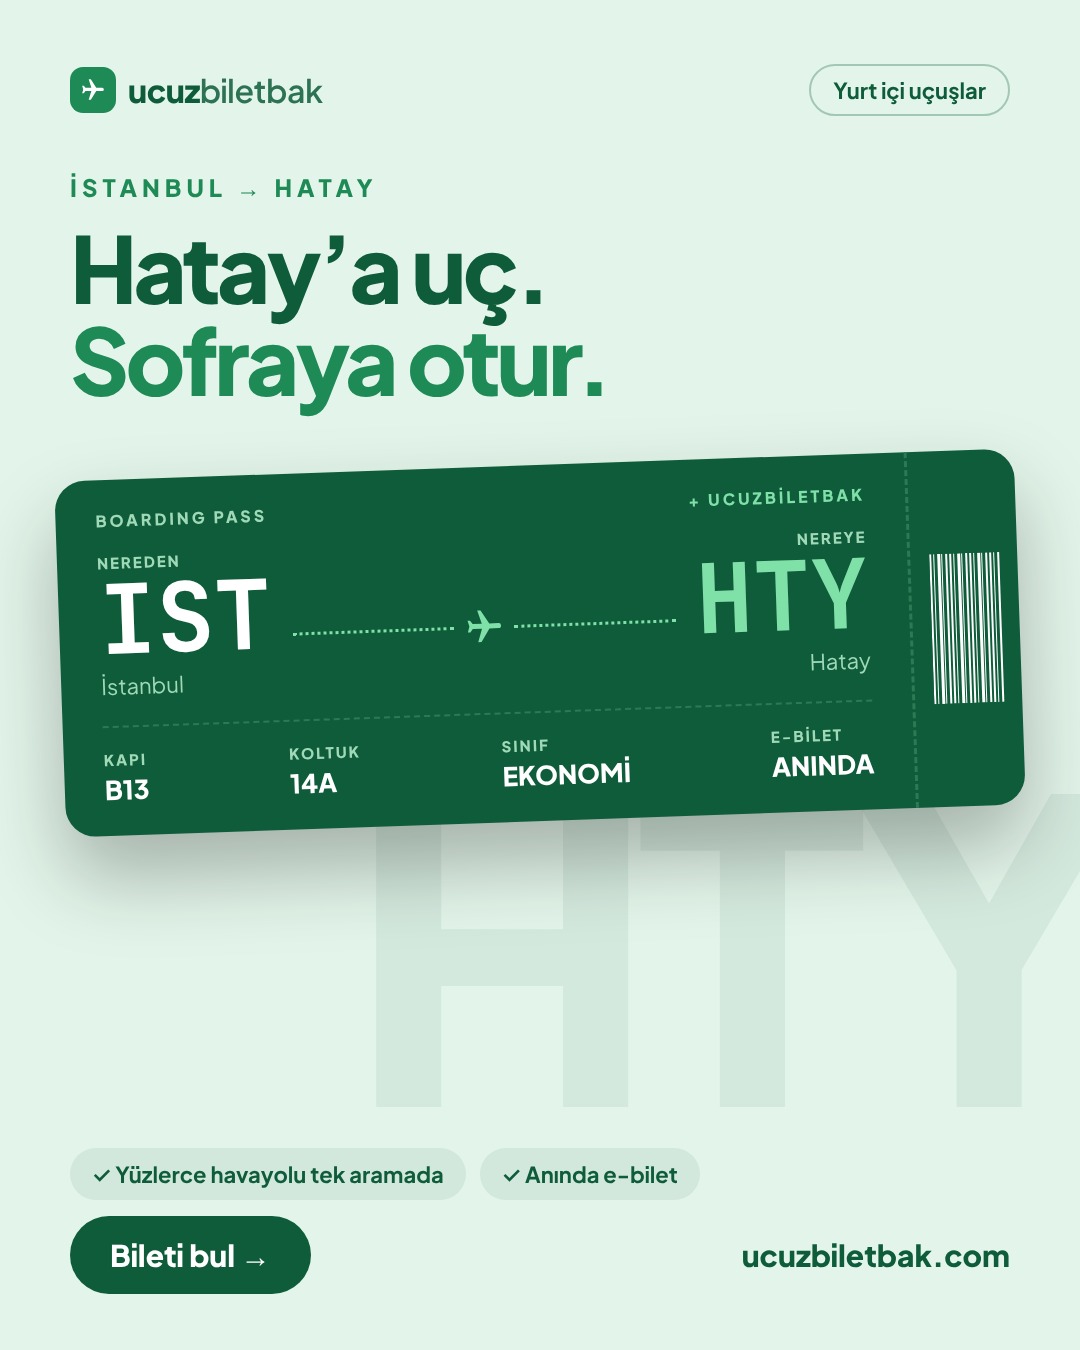 ucuzbiletbak
Yurt içi uçuşlar
İSTANBUL → HATAY
Hatay’a uç.
Sofraya otur.
BOARDING PASS
+ UCUZBİLETBAK
NEREDEN
NEREYE
IST
HTY
İstanbul
Hatay
KAPI
KOLTUK
SINIF
E-BİLET
B13
14A
EKONOMİ
ANINDA
HTY
✓ Yüzlerce havayolu tek aramada
✓ Anında e-bilet
Bileti bul →
ucuzbiletbak.com